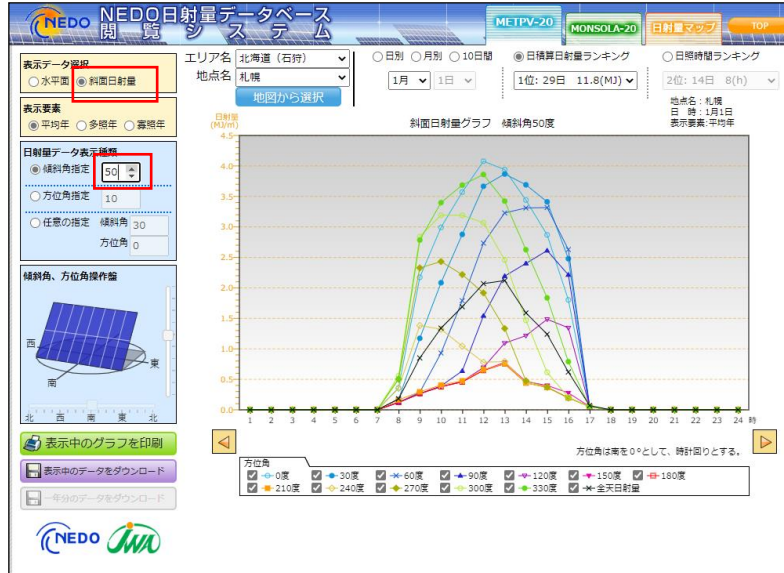 NEDO
NEDO日射量データベース
閲覧システム
METPV-20
MONSOLA-20
日射量マップ
TOP
表示データ選択
水平面 斜面日射量
表示要素
平均年 多照年 寡照年
日射量データ表示種類
傾斜角指定 50
方位角指定 10
任意の指定 傾斜角 30
方位角 0
傾斜角、方位角操作盤
西
東
南
北 西 南 東 北
表示中のグラフを印刷
表示中のデータをダウンロード
一年分のデータをダウンロード
NEDO JWA
エリア名 北海道（石狩）
地点名 札幌
地図から選択
日別 月別 10日間
1月 1日
日積算日射量ランキング
1位: 29日 11.8(MJ)
日照時間ランキング
2位: 14日 8(h)
地点名：札幌
日 時：1月1日
表示要素:平均年
斜面日射量グラフ 傾斜角50度
日射量
(MJ/m)
4.5
4.0
3.5
3.0
2.5
2.0
1.5
1.0
0.5
0.0
1 2 3 4 5 6 7 8 9 10 11 12 13 14 15 16 17 18 19 20 21 22 23 24 時
方位角は南を0°として、時計回りとする。
方位角
0度 30度 60度 90度 120度 150度 180度
210度 240度 270度 300度 330度 全天日射量